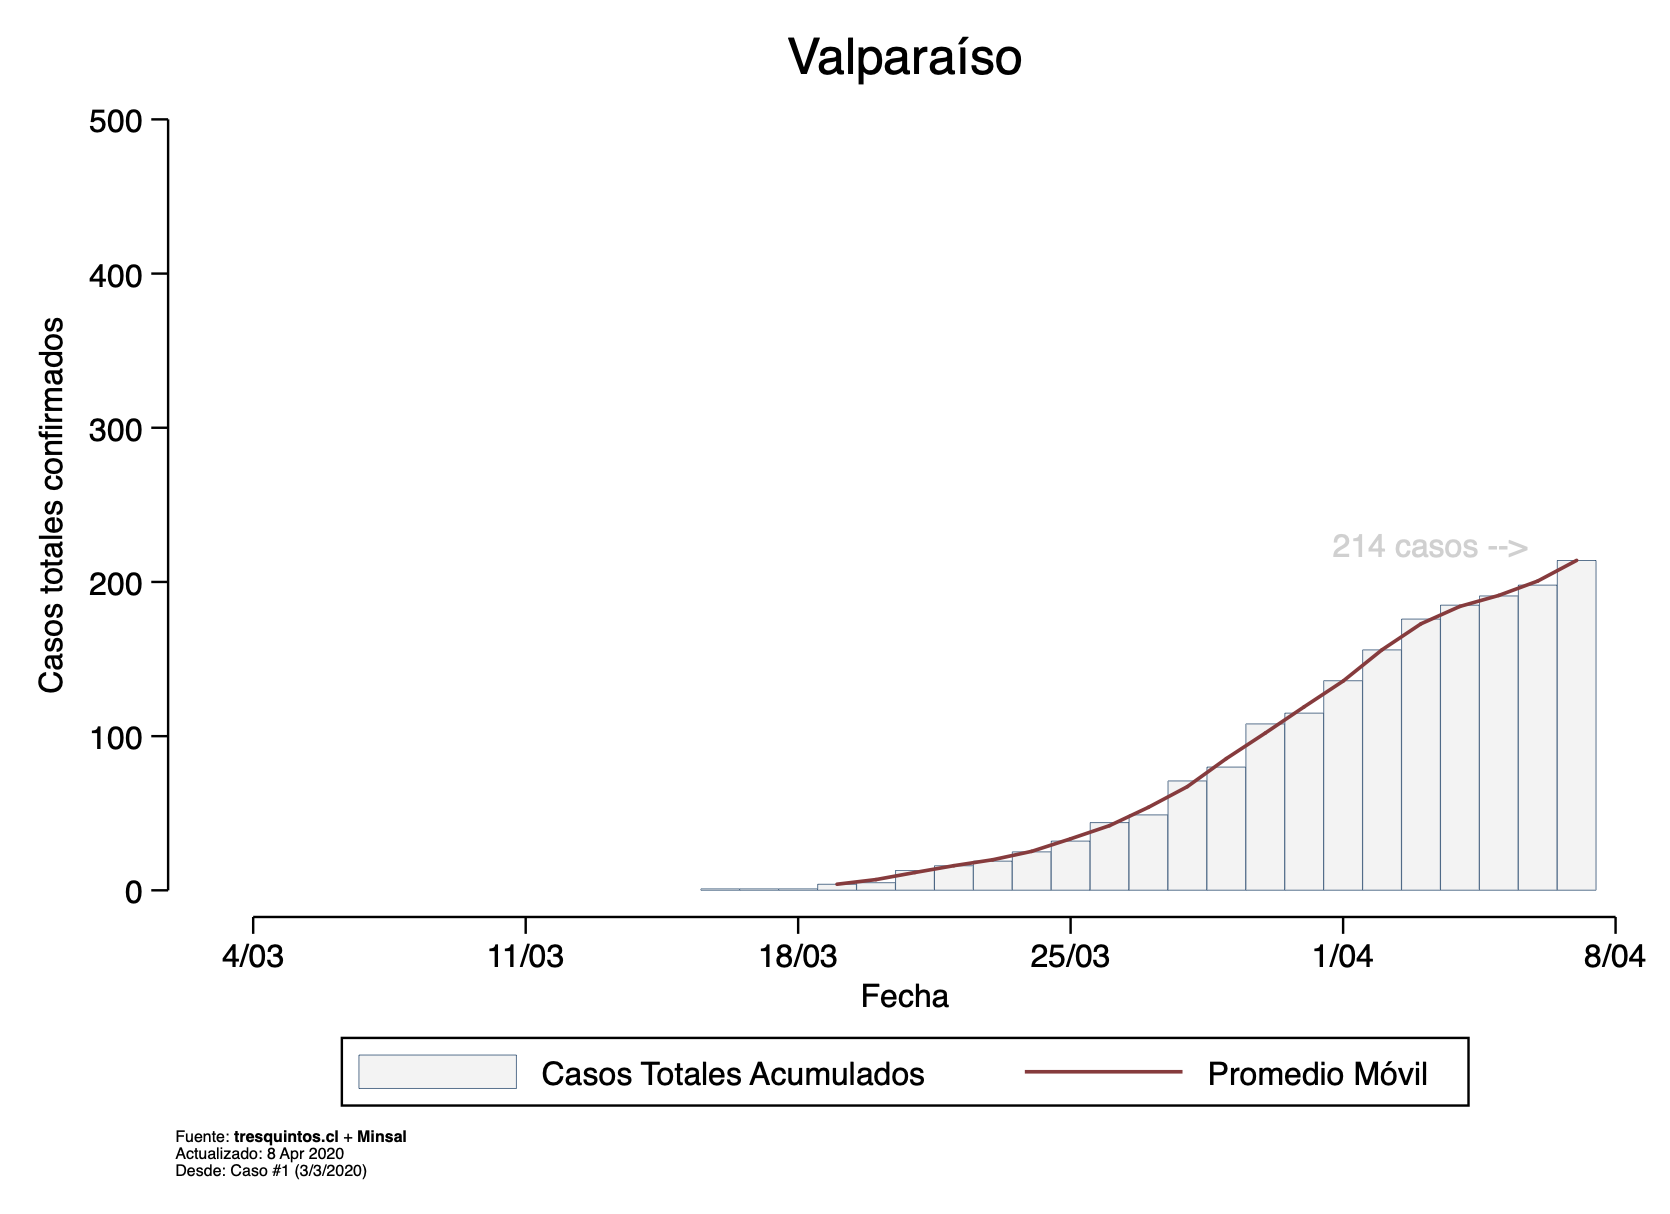 Valparaíso
500
400
300
200
100
0
Casos totales confirmados
214 casos -->
4/03 11/03 18/03 25/03 1/04 8/04
Fecha
Casos Totales Acumulados Promedio Móvil
Fuente: tresquintos.cl + Minsal
Actualizado: 8 Apr 2020
Desde: Caso #1 (3/3/2020)